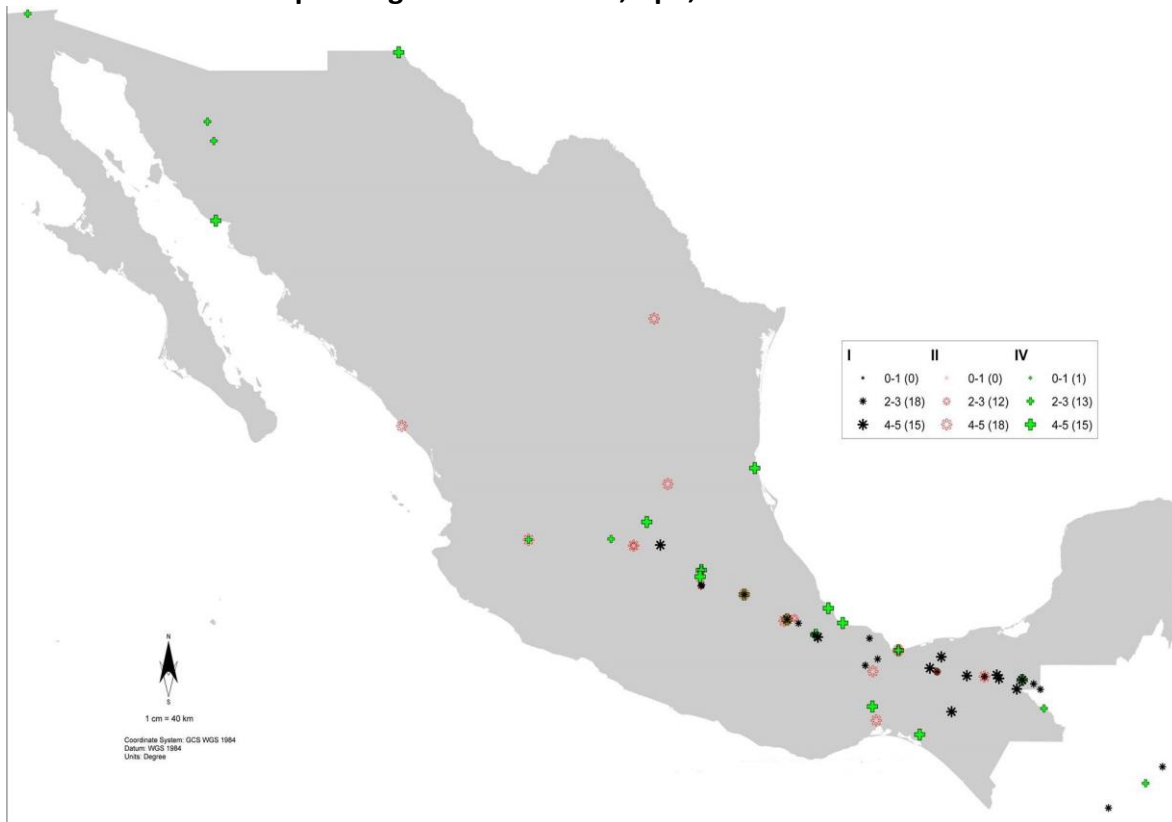 I II IV
0-1 (0) 0-1 (0) 0-1 (1)
2-3 (18) 2-3 (12) 2-3 (13)
4-5 (15) 4-5 (18) 4-5 (15)
N
S
1 cm = 40 km
Coordinate System: GCS WGS 1984
Datum: WGS 1984
Units: Degree